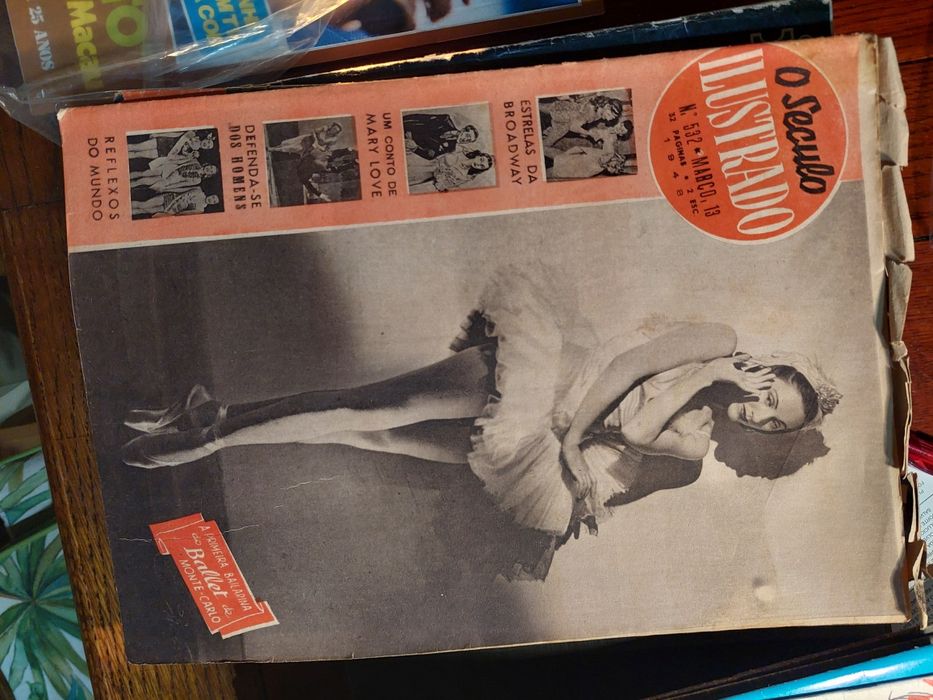 O Seculo
ILUSTRADO
N.º 532 * MARÇO, 13
32 PÁGINAS * 2 ESC.
1948
ESTRELAS DA
BROADWAY
UM CONTO DE
MARY LOVE
DEFENDA-SE
DOS HOMENS
REFLEXOS
DO MUNDO
A PRIMEIRA BAILARINA
do Ballet de
MONTE-CARLO
25 ANOS